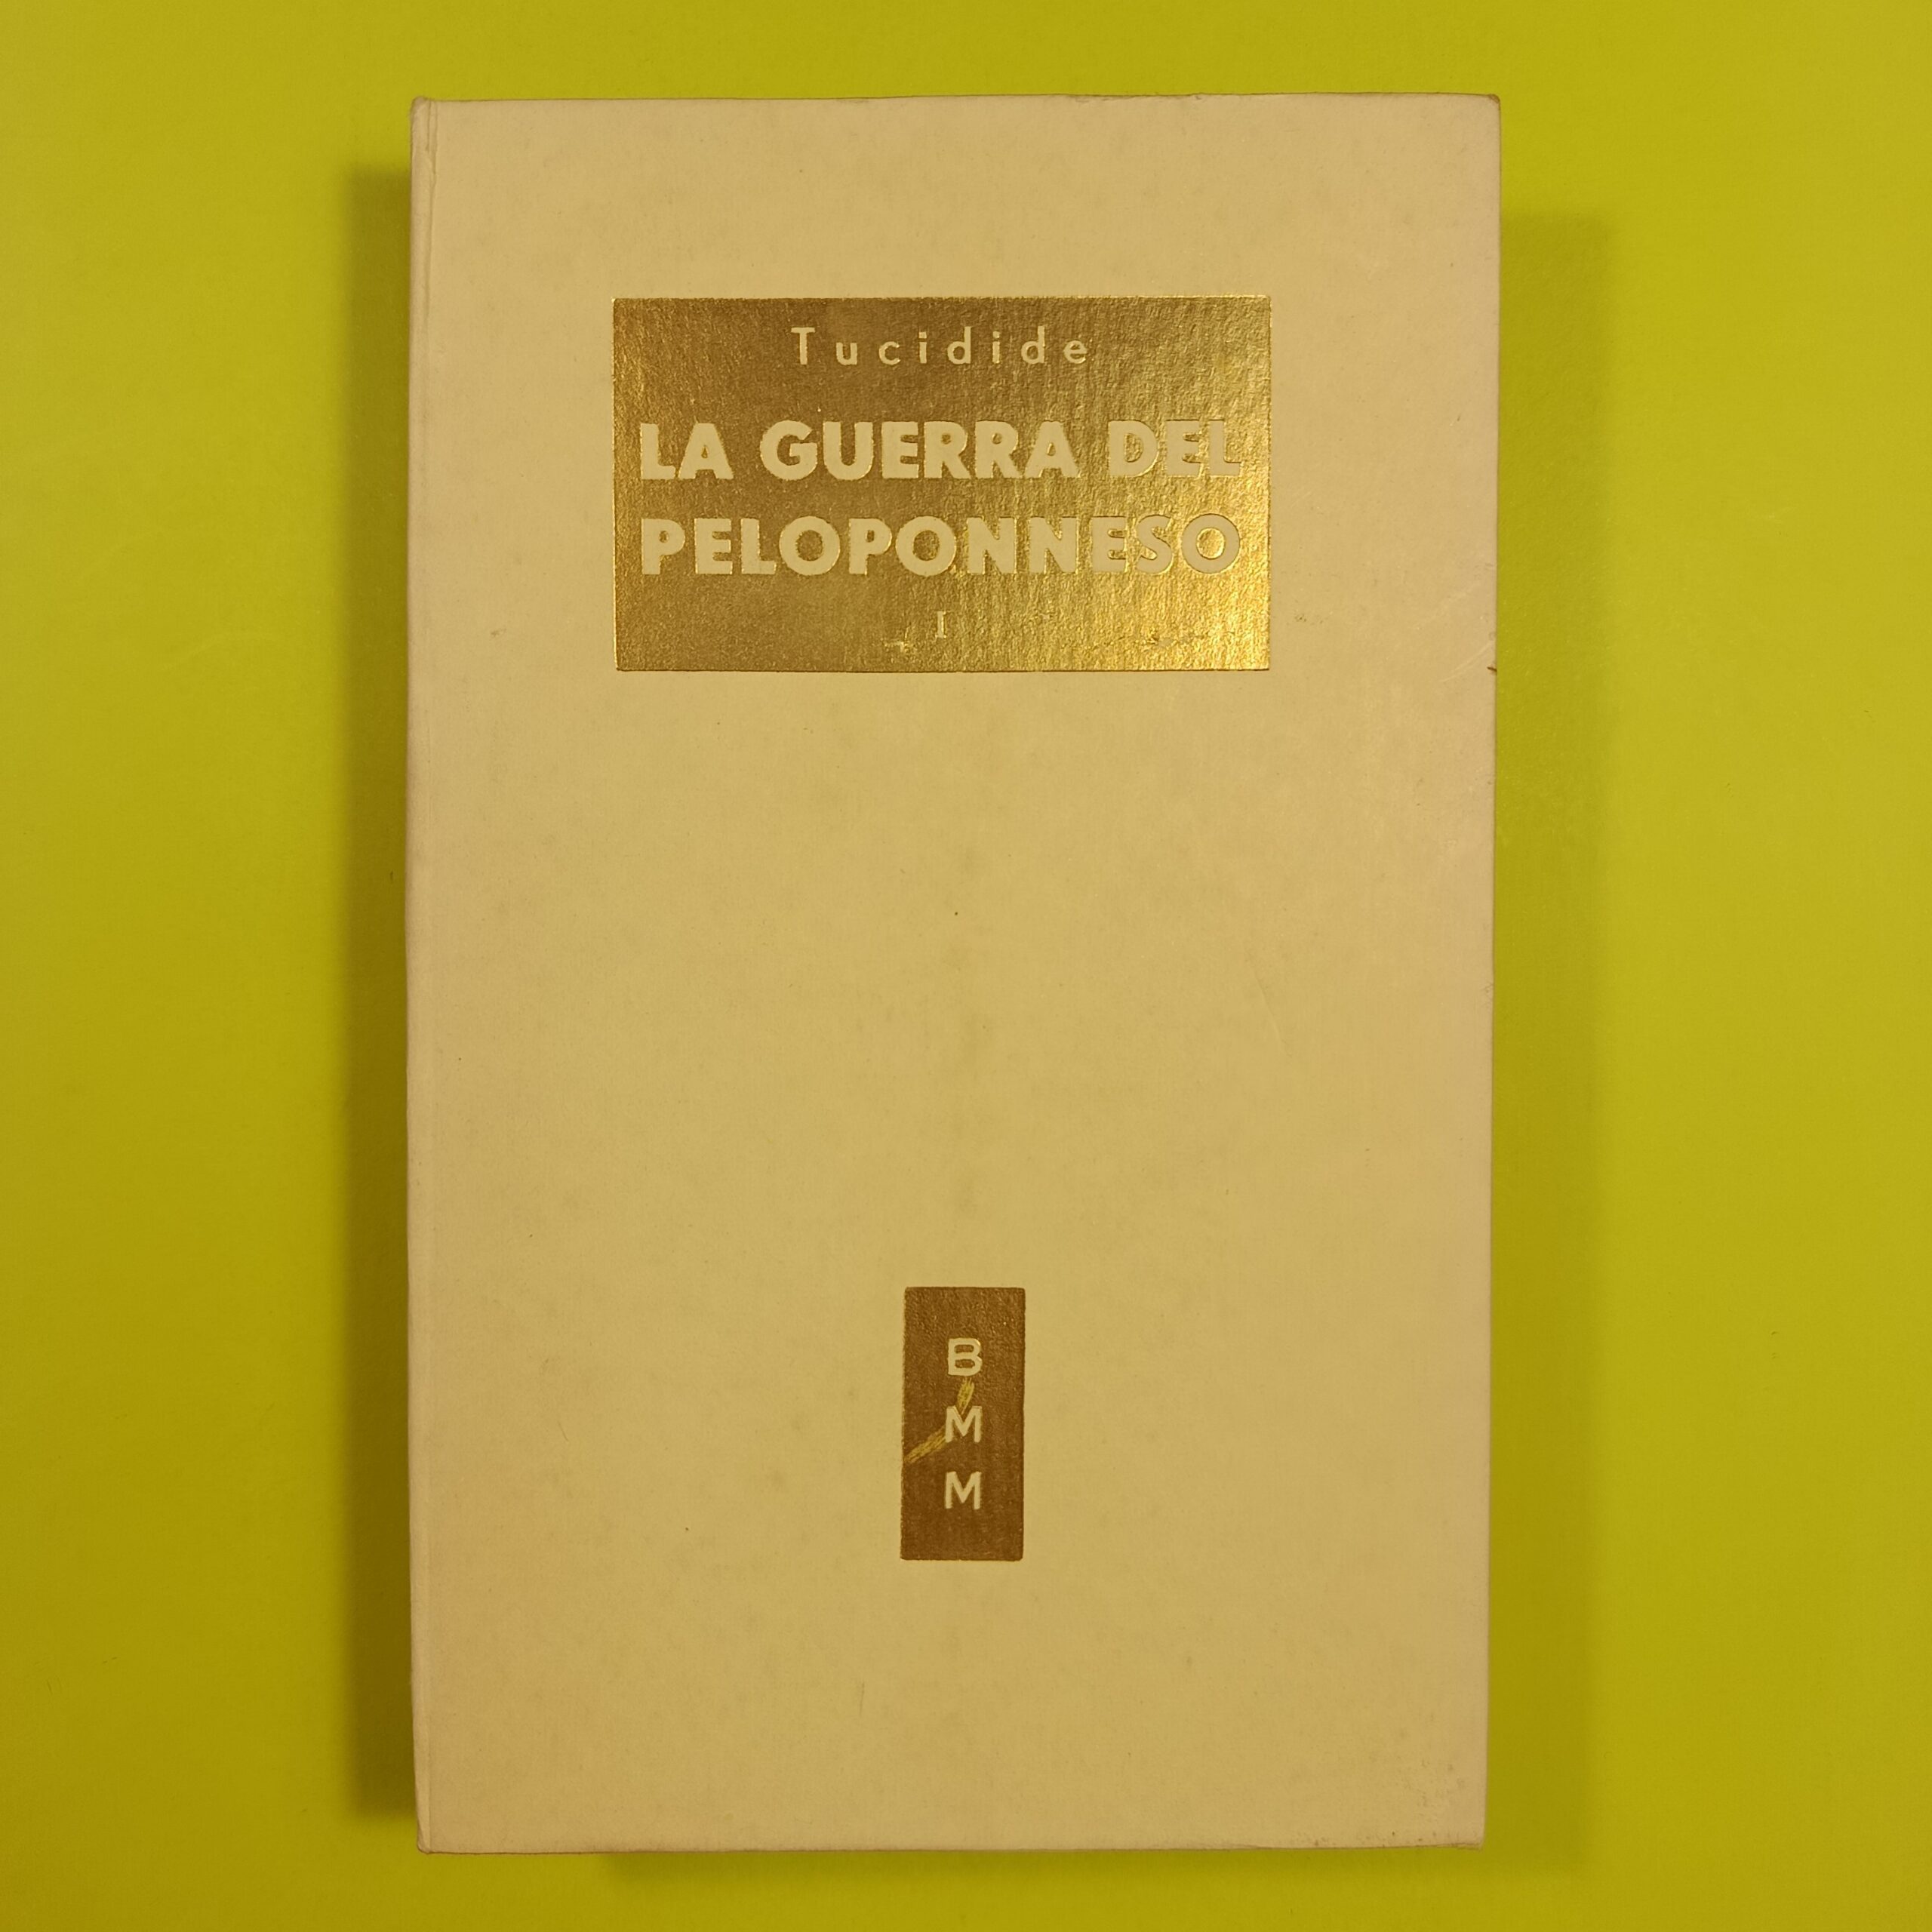 Tucidide
LA GUERRA DEL
PELOPONNESO
I
B
M
M